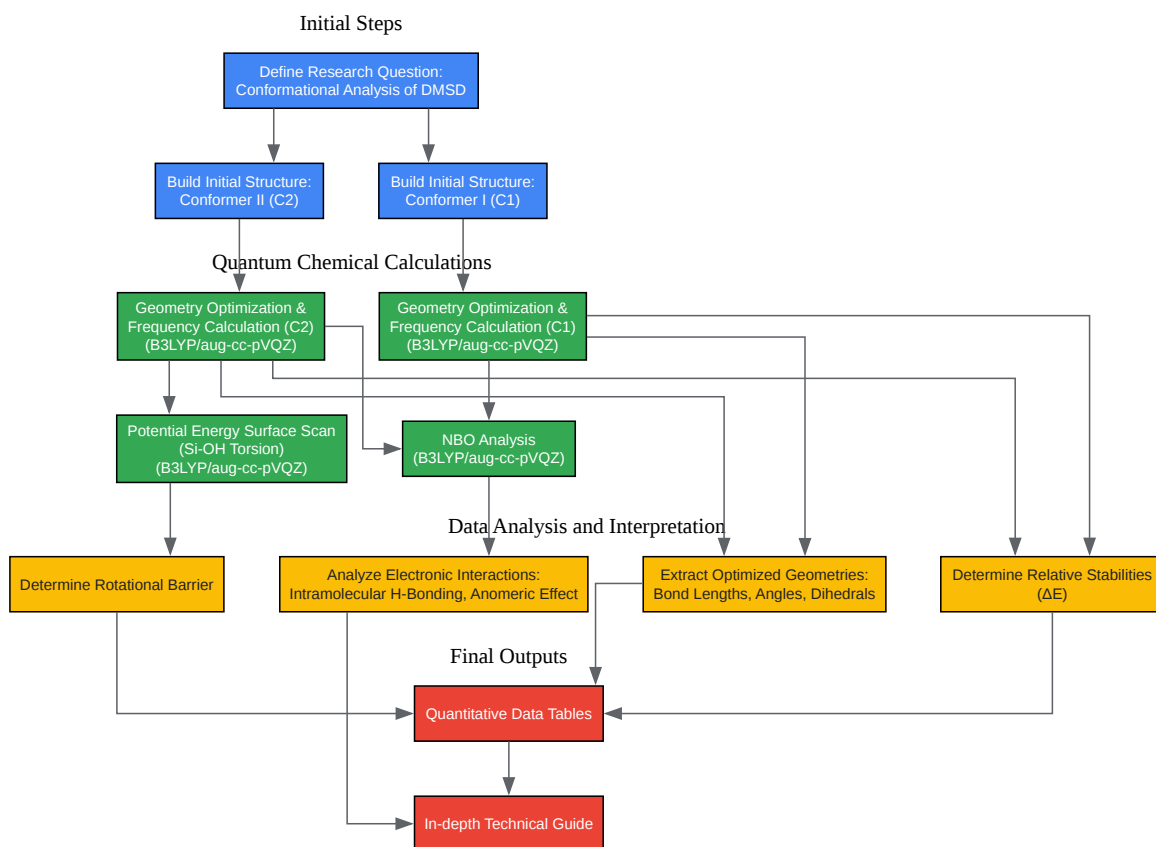 Initial Steps
Define Research Question:
Conformational Analysis of DMSD
Build Initial Structure:
Conformer II (C2)
Build Initial Structure:
Conformer I (C1)
Quantum Chemical Calculations
Geometry Optimization &
Frequency Calculation (C2)
(B3LYP/aug-cc-pVQZ)
Geometry Optimization &
Frequency Calculation (C1)
(B3LYP/aug-cc-pVQZ)
Potential Energy Surface Scan
(Si-OH Torsion)
(B3LYP/aug-cc-pVQZ)
NBO Analysis
(B3LYP/aug-cc-pVQZ)
Data Analysis and Interpretation
Determine Rotational Barrier
Analyze Electronic Interactions:
Intramolecular H-Bonding, Anomeric Effect
Extract Optimized Geometries:
Bond Lengths, Angles, Dihedrals
Determine Relative Stabilities
(ΔE)
Final Outputs
Quantitative Data Tables
In-depth Technical Guide